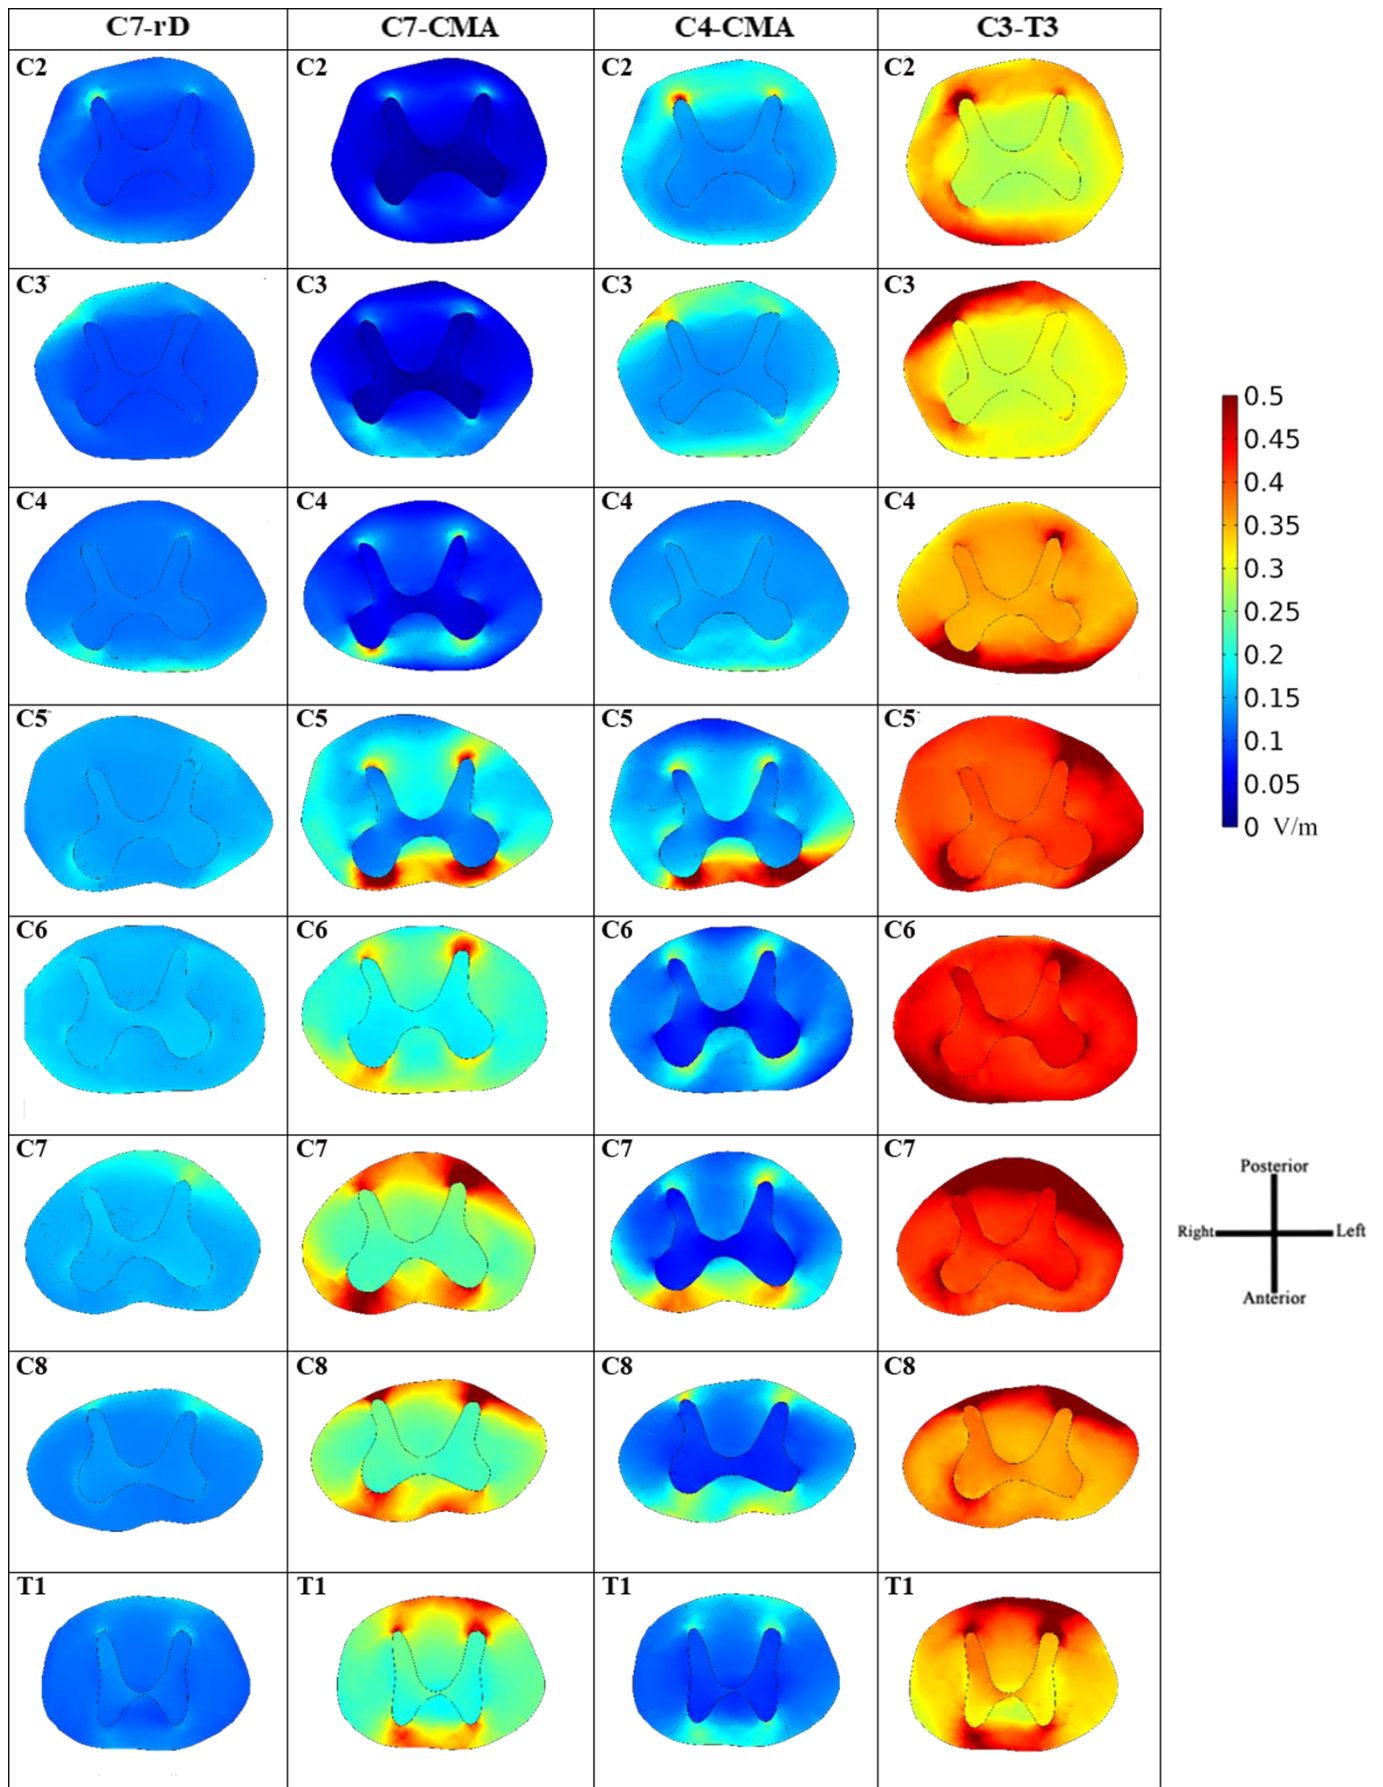 C7-rD C7-CMA C4-CMA C3-T3
C2 C2 C2 C2
C3 C3 C3 C3
C4 C4 C4 C4
C5 C5 C5 C5
C6 C6 C6 C6
C7 C7 C7 C7
C8 C8 C8 C8
T1 T1 T1 T1
0.5
0.45
0.4
0.35
0.3
0.25
0.2
0.15
0.1
0.05
0 V/m
Posterior
Right Left
Anterior